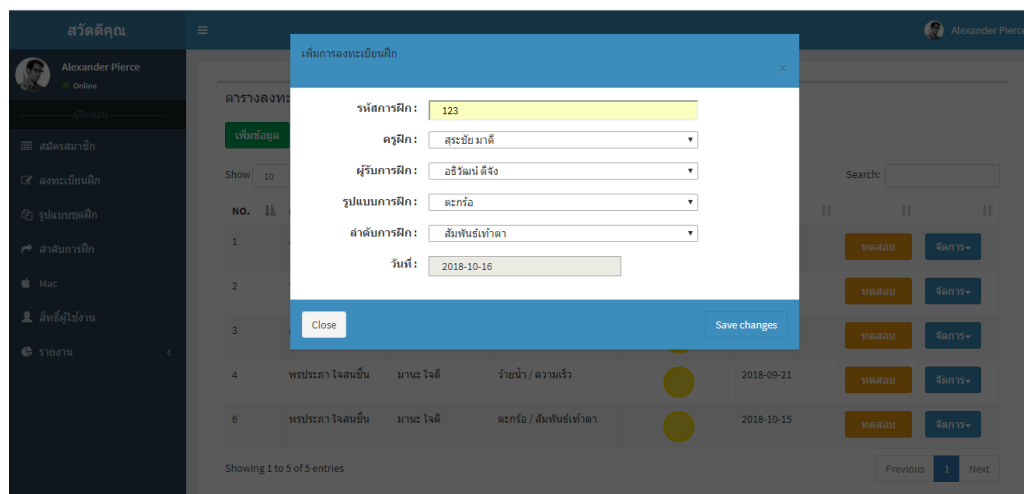 สวัสดีคุณ
Alexander Pierce
Alexander Pierce
Online
ผู้ฝึกสอน
สมัครสมาชิก
ลงทะเบียนฝึก
รูปแบบชุดฝึก
ลำดับการฝึก
Mac
สิทธิ์ผู้ใช้งาน
รายงาน
เพิ่มการลงทะเบียนฝึก
x
รหัสการฝึก : 123
ครูฝึก : สุระชัย มาดี
ผู้รับการฝึก : อธิวัฒน์ ดีจัง
รูปแบบการฝึก : ตะกร้อ
ลำดับการฝึก : สัมพันธ์เท้าตา
วันที่ : 2018-10-16
Close Save changes
ตารางลงทะ
เพิ่มข้อมูล
Show 10 Search:
NO.
1 ทดสอบ จัดการ
2 ทดสอบ จัดการ
3 ทดสอบ จัดการ
4 พรประภา ใจสนขึ้น มานะ ใจดี ว่ายน้ำ / ความเร็ว 2018-09-21 ทดสอบ จัดการ
6 พรประภา ใจสนขึ้น มานะ ใจดี ตะกร้อ / สัมพันธ์เท้าตา 2018-10-15 ทดสอบ จัดการ
Showing 1 to 5 of 5 entries Previous 1 Next